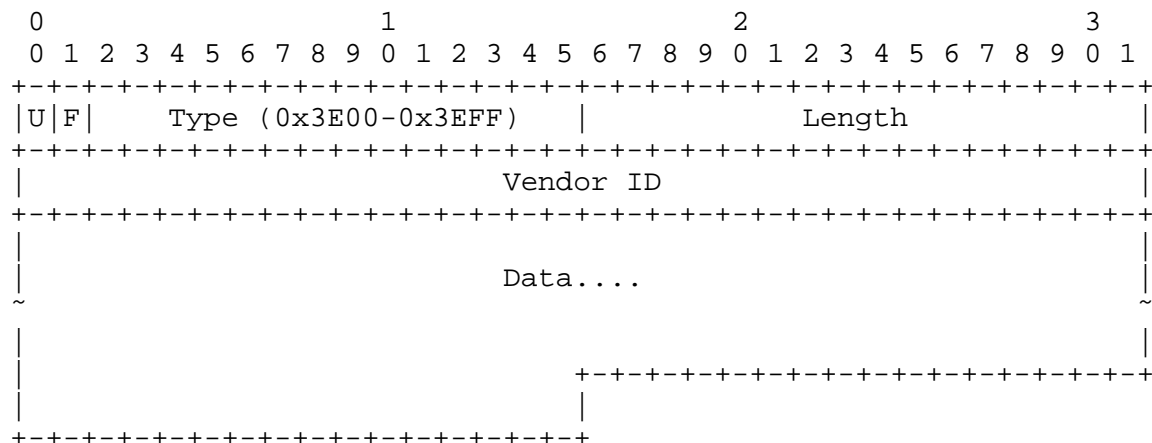 0                   1                   2                   3
0 1 2 3 4 5 6 7 8 9 0 1 2 3 4 5 6 7 8 9 0 1 2 3 4 5 6 7 8 9 0 1
+-+-+-+-+-+-+-+-+-+-+-+-+-+-+-+-+-+-+-+-+-+-+-+-+-+-+-+-+-+-+-+-+
|U|F|    Type (0x3E00-0x3EFF)   |            Length             |
+-+-+-+-+-+-+-+-+-+-+-+-+-+-+-+-+-+-+-+-+-+-+-+-+-+-+-+-+-+-+-+-+
|                           Vendor ID                           |
+-+-+-+-+-+-+-+-+-+-+-+-+-+-+-+-+-+-+-+-+-+-+-+-+-+-+-+-+-+-+-+-+
|                                                               |
|                           Data....                            |
~                                                               ~
|                                                               |
|                               +-+-+-+-+-+-+-+-+-+-+-+-+-+-+-+-+
|                               |
+-+-+-+-+-+-+-+-+-+-+-+-+-+-+-+-+